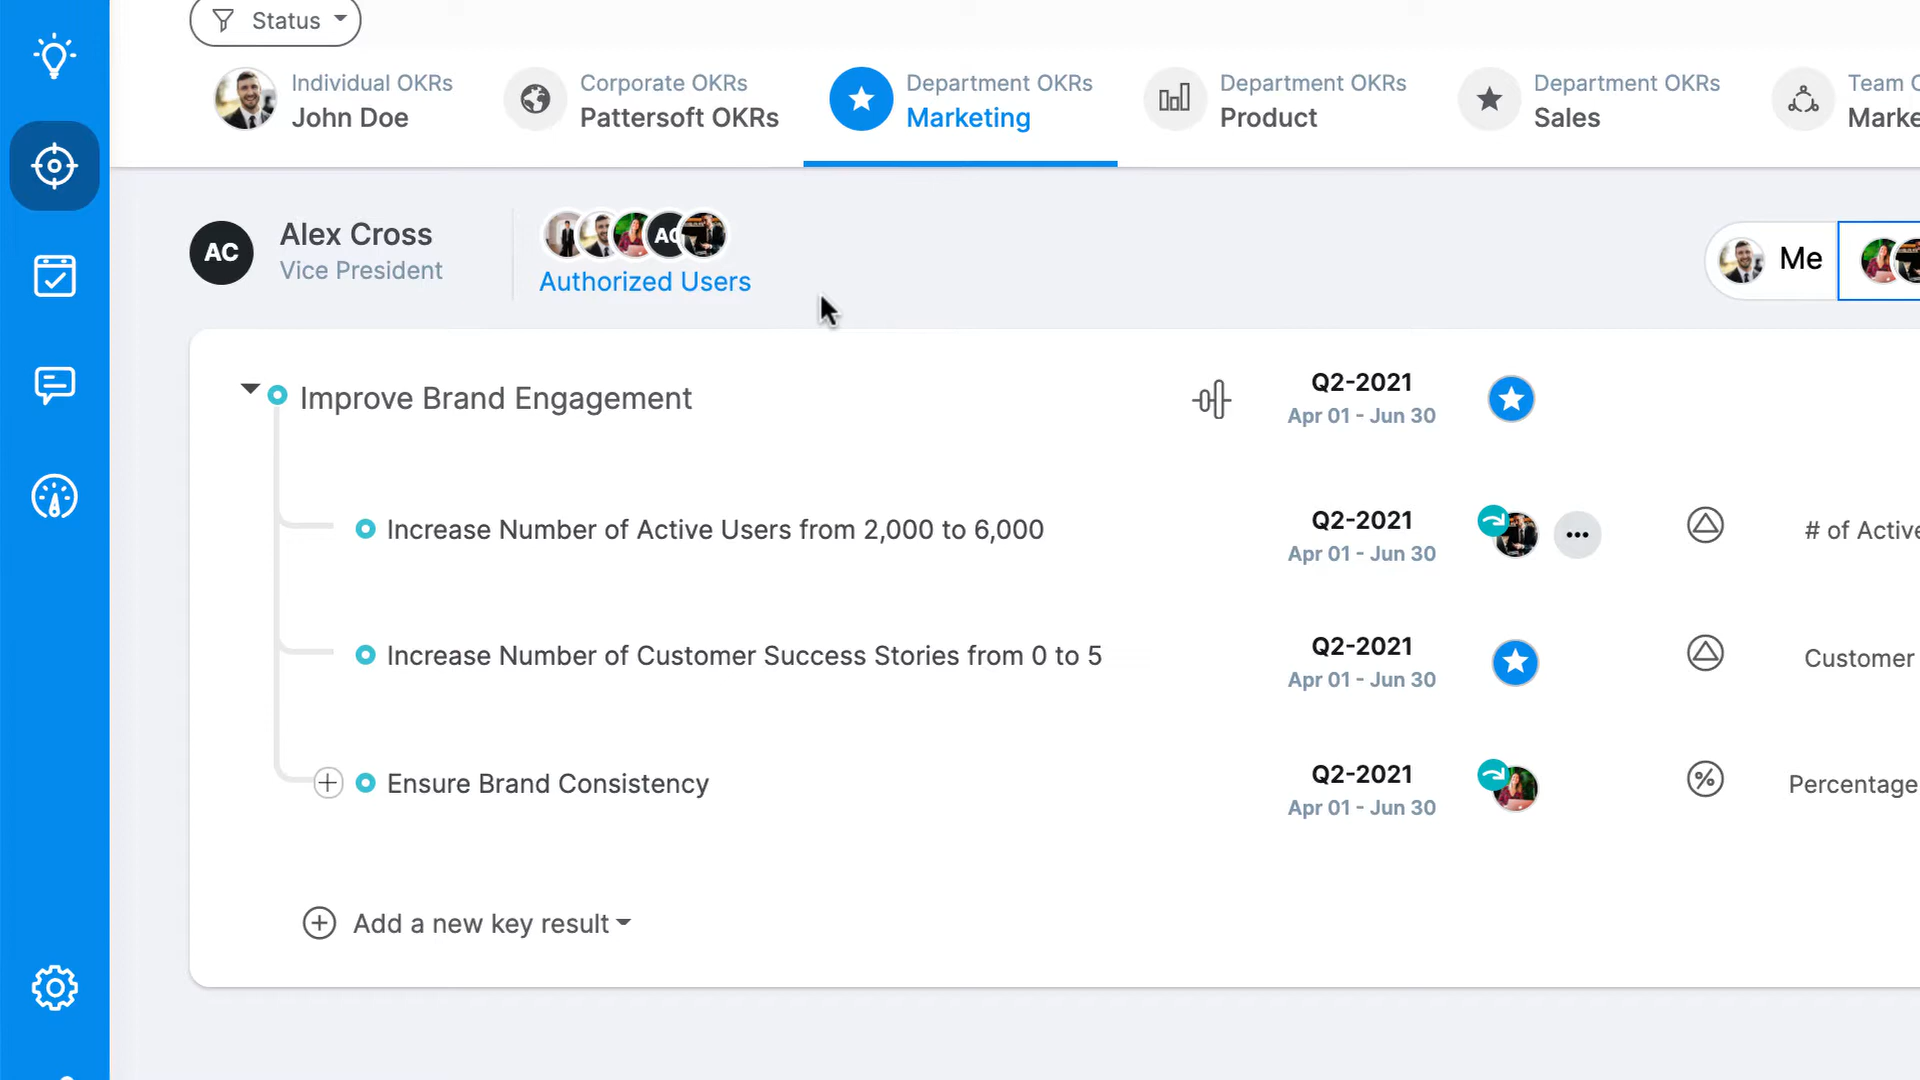 Status
Individual OKRs
John Doe
Corporate OKRs
Pattersoft OKRs
Department OKRs
Marketing
Department OKRs
Product
Department OKRs
Sales
Team
Marke
AC
Alex Cross
Vice President
AC
Authorized Users
Me
Improve Brand Engagement
Q2-2021
Apr 01 - Jun 30
Increase Number of Active Users from 2,000 to 6,000
Q2-2021
Apr 01 - Jun 30
# of Active
Increase Number of Customer Success Stories from 0 to 5
Q2-2021
Apr 01 - Jun 30
Customer
Ensure Brand Consistency
Q2-2021
Apr 01 - Jun 30
%
Percentage
Add a new key result